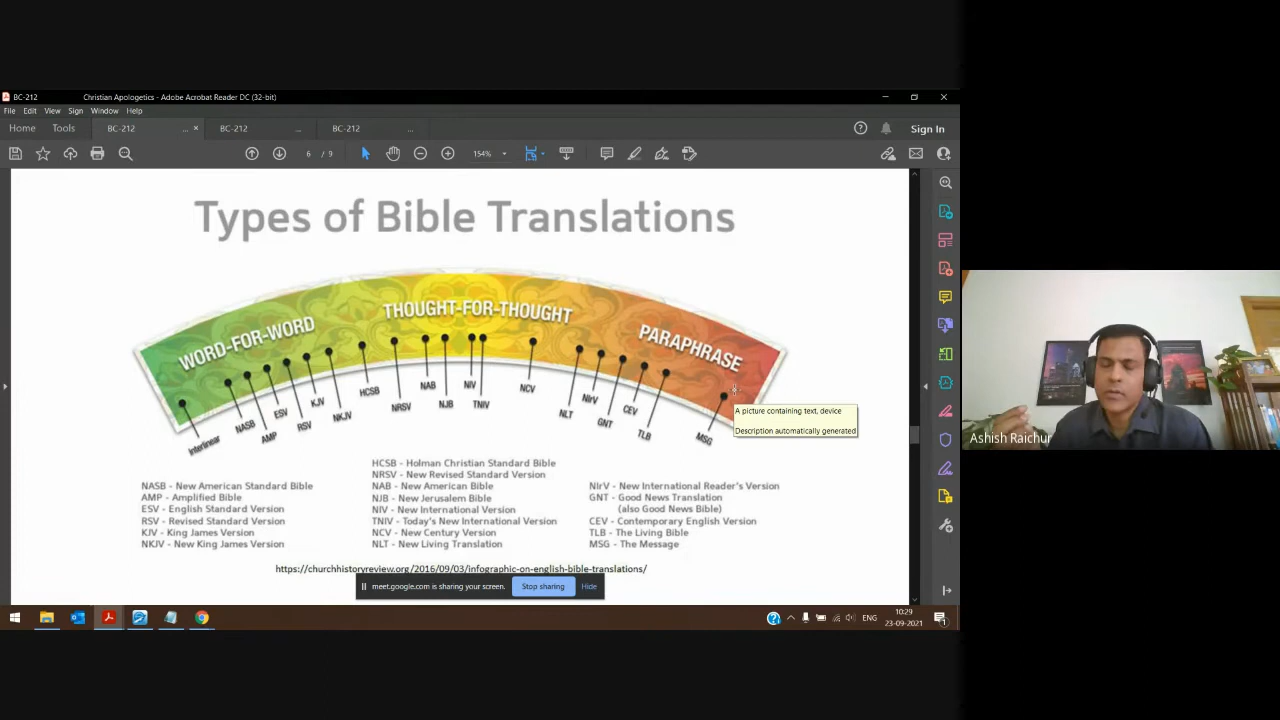 BC-212 Christian Apologetics - Adobe Acrobat Reader DC (32-bit)
File Edit View Sign Window Help
Home Tools BC-212 ... × BC-212 ... BC-212 ...
Sign In
6 / 9 154%
Types of Bible Translations
WORD-FOR-WORD THOUGHT-FOR-THOUGHT PARAPHRASE
Interlinear NASB AMP ESV RSV KJV NKJV HCSB NRSV NAB NJB NIV TNIV NCV NLT NIrV GNT CEV TLB MSG
A picture containing text, device
Description automatically generated
Ashish Raichur
NASB - New American Standard Bible
AMP - Amplified Bible
ESV - English Standard Version
RSV - Revised Standard Version
KJV - King James Version
NKJV - New King James Version
HCSB - Holman Christian Standard Bible
NRSV - New Revised Standard Version
NAB - New American Bible
NJB - New Jerusalem Bible
NIV - New International Version
TNIV - Today's New International Version
NCV - New Century Version
NLT - New Living Translation
NIrV - New International Reader's Version
GNT - Good News Translation
(also Good News Bible)
CEV - Contemporary English Version
TLB - The Living Bible
MSG - The Message
https://churchhistoryreview.org/2016/09/03/infographic-on-english-bible-translations/
meet.google.com is sharing your screen. Stop sharing Hide
ENG
10:29
23-09-2021